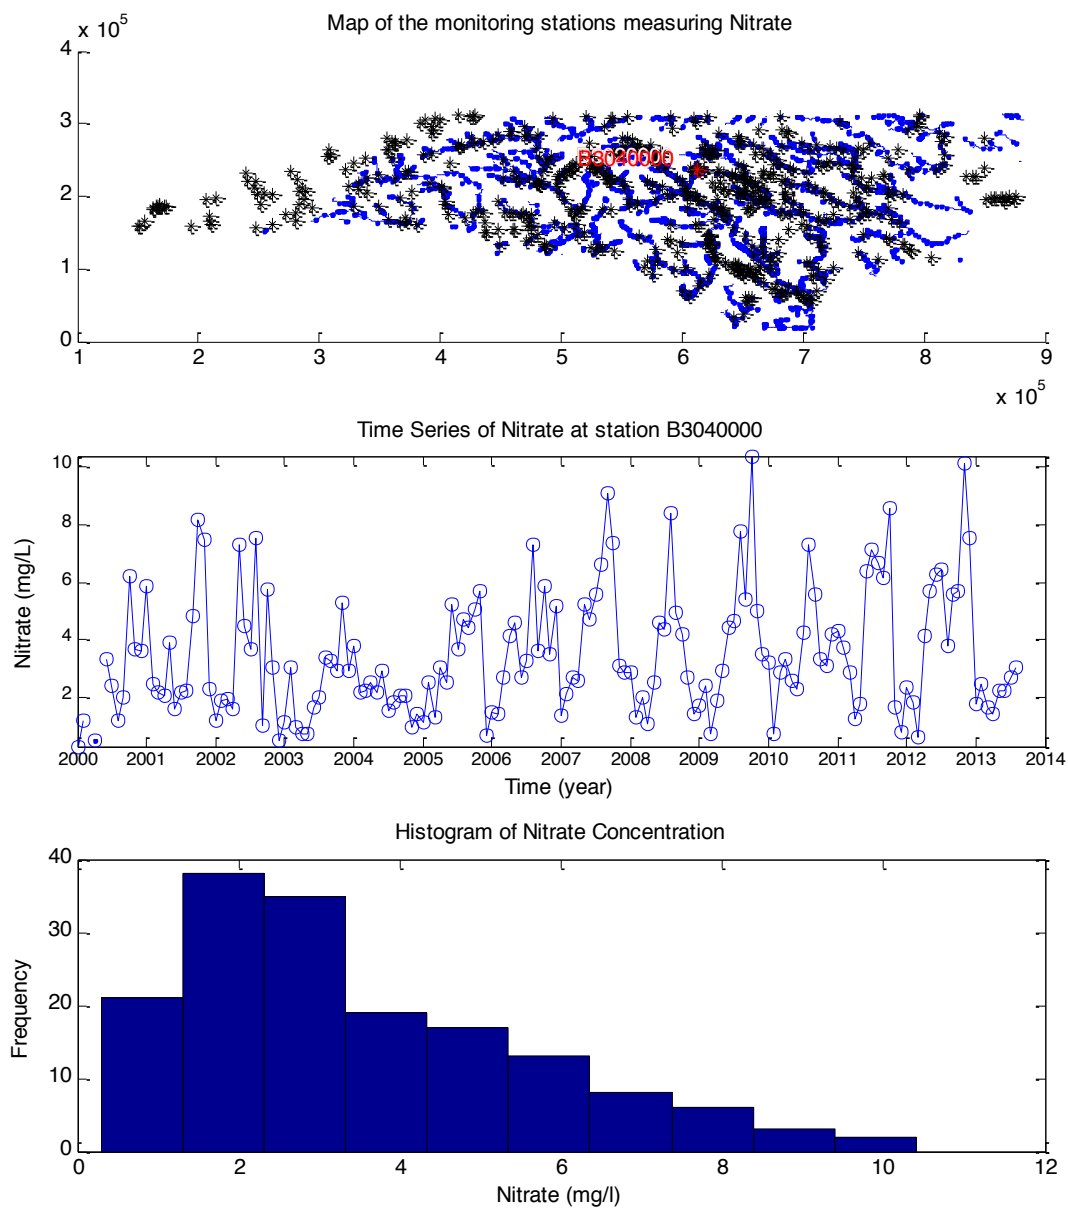 Map of the monitoring stations measuring Nitrate
x 10^5
4
3
2
1
0
B3040000
1 2 3 4 5 6 7 8 9
x 10^5
Time Series of Nitrate at station B3040000
Nitrate (mg/L)
10
8
6
4
2
2000 2001 2002 2003 2004 2005 2006 2007 2008 2009 2010 2011 2012 2013 2014
Time (year)
Histogram of Nitrate Concentration
Frequency
40
30
20
10
0
0 2 4 6 8 10 12
Nitrate (mg/l)